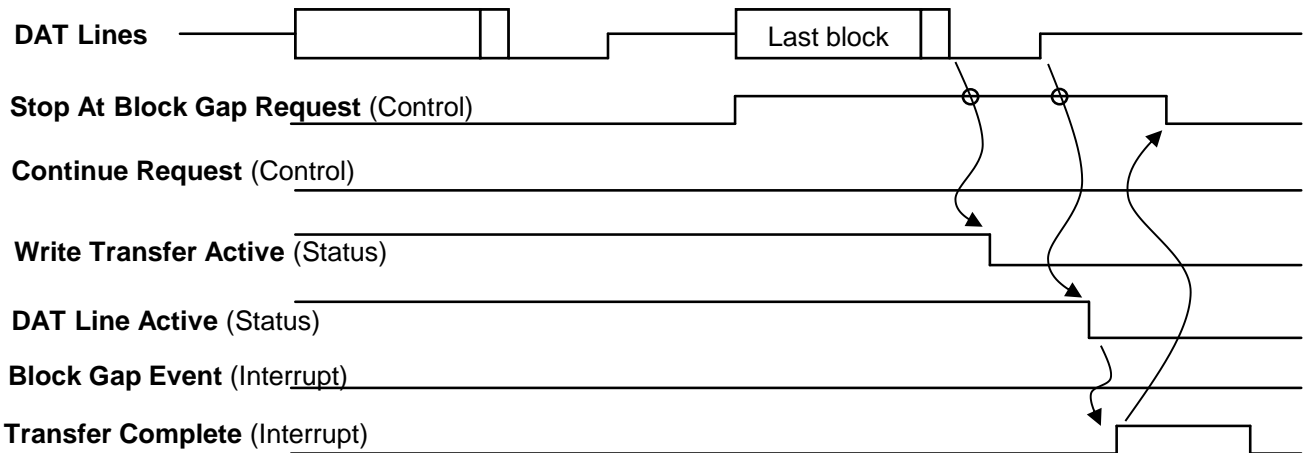 DAT Lines
Last block
Stop At Block Gap Request (Control)
Continue Request (Control)
Write Transfer Active (Status)
DAT Line Active (Status)
Block Gap Event (Interrupt)
Transfer Complete (Interrupt)